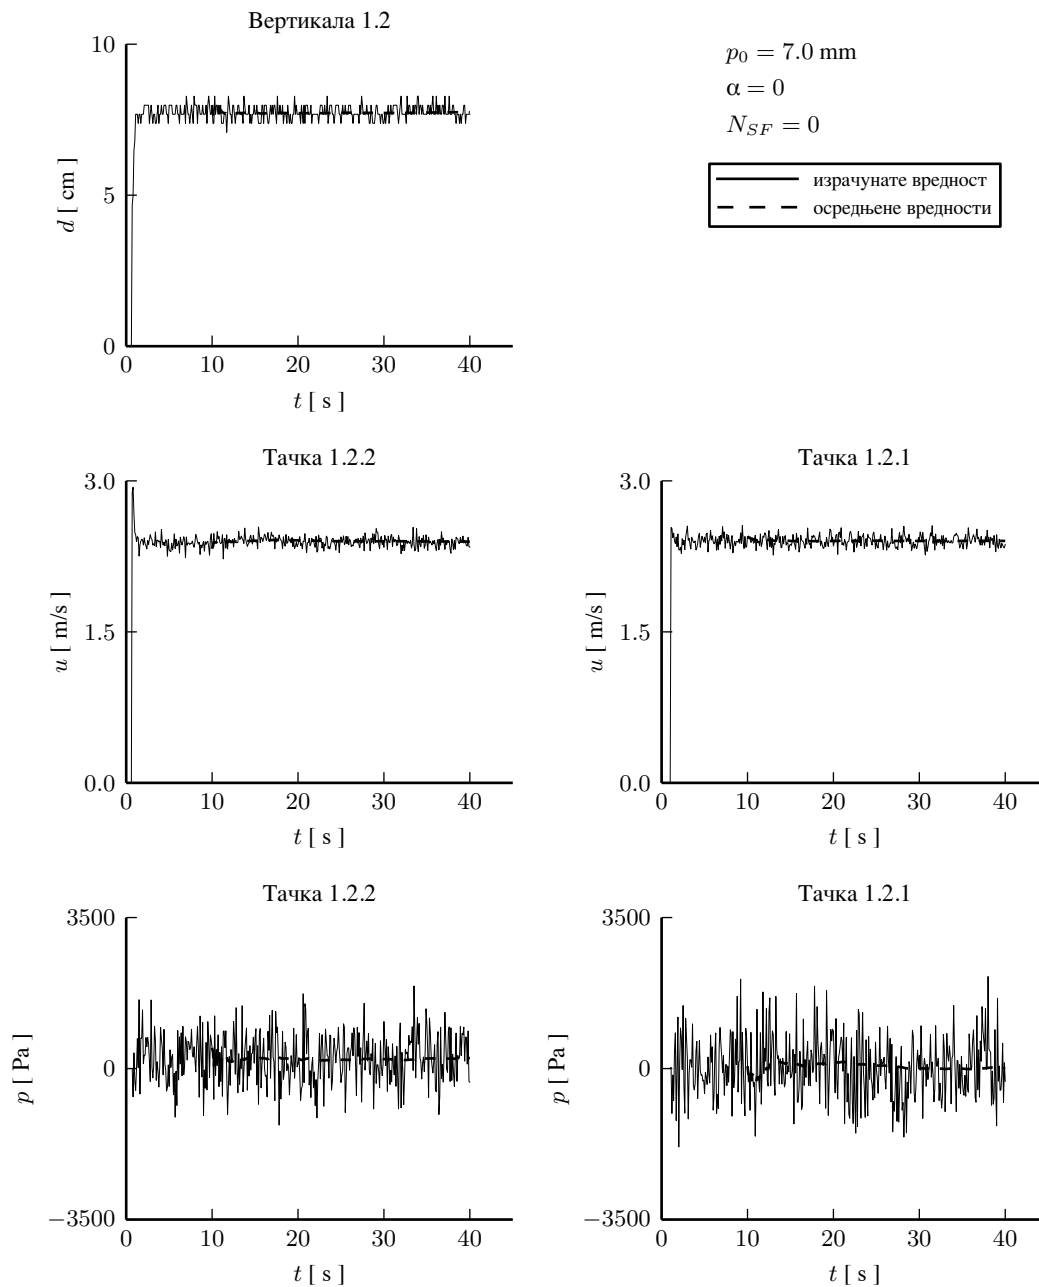 Вертикала 1.2
10
5
0
d [ cm ]
0 10 20 30 40
t [ s ]
p₀ = 7.0 mm
α = 0
N_SF = 0
израчунате вредност
осредњене вредности
Тачка 1.2.2
3.0
1.5
0.0
u [ m/s ]
0 10 20 30 40
t [ s ]
Тачка 1.2.1
3.0
1.5
0.0
u [ m/s ]
0 10 20 30 40
t [ s ]
Тачка 1.2.2
3500
0
−3500
p [ Pa ]
0 10 20 30 40
t [ s ]
Тачка 1.2.1
3500
0
−3500
p [ Pa ]
0 10 20 30 40
t [ s ]